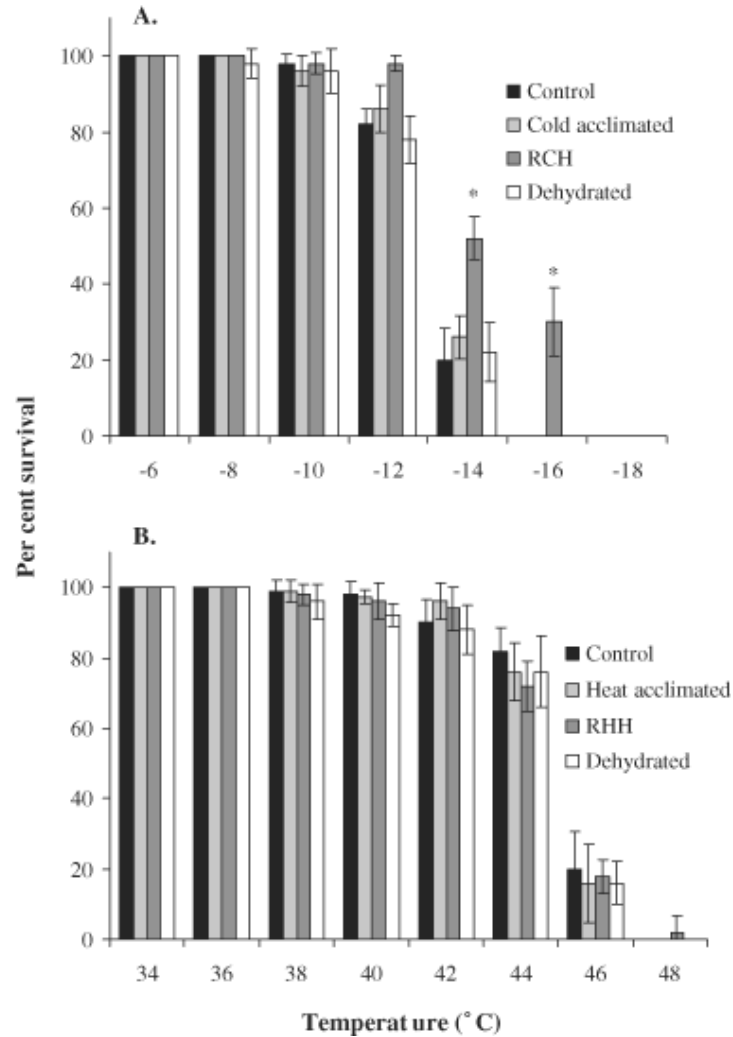 A.
100
80
60
40
20
0
Control
Cold acclimated
RCH
Dehydrated
*
*
-6 -8 -10 -12 -14 -16 -18
Per cent survival
B.
100
80
60
40
20
0
Control
Heat acclimated
RHH
Dehydrated
34 36 38 40 42 44 46 48
Temperature (°C)